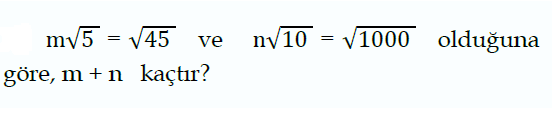 m√5 = √45 ve n√10 = √1000 olduğuna
göre, m + n kaçtır?